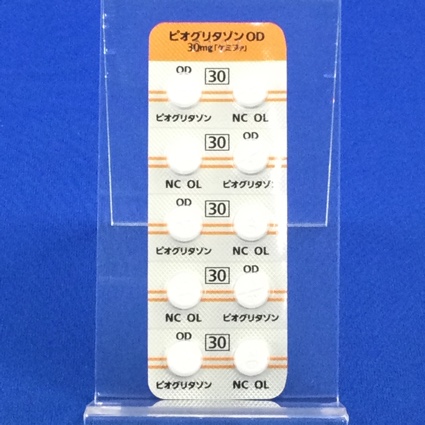 ピオグリタゾンOD
30mg「ケミファ」
OD 30
ピオグリタゾン NC OL
30 OD
NC OL ピオグリタゾ
OD 30
ピオグリタゾン NC OL
30 OD
NC OL ピオグリタゾン
OD 30
ピオグリタゾン NC OL